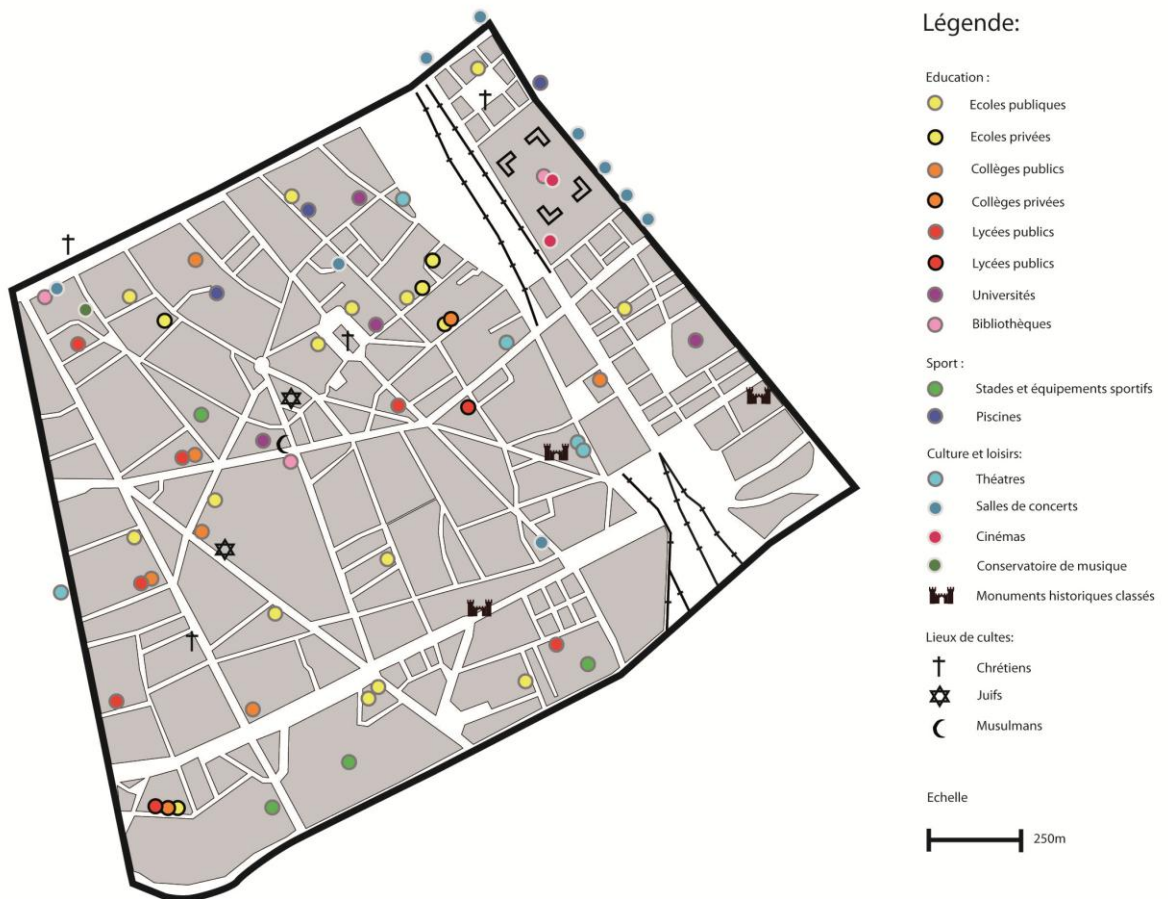 Légende:
Education :
Ecoles publiques
Ecoles privées
Collèges publics
Collèges privées
Lycées publics
Lycées publics
Universités
Bibliothèques
Sport :
Stades et équipements sportifs
Piscines
Culture et loisirs:
Théatres
Salles de concerts
Cinémas
Conservatoire de musique
Monuments historiques classés
Lieux de cultes:
Chrétiens
Juifs
Musulmans
Echelle
250m